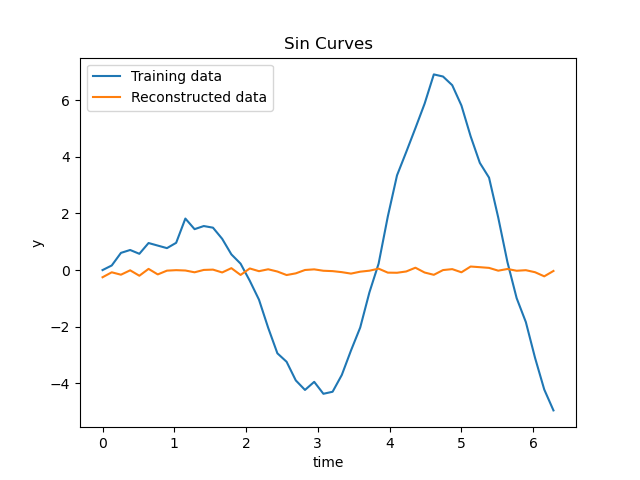 Sin Curves
Training data
Reconstructed data
y
6
4
2
0
−2
−4
0 1 2 3 4 5 6
time